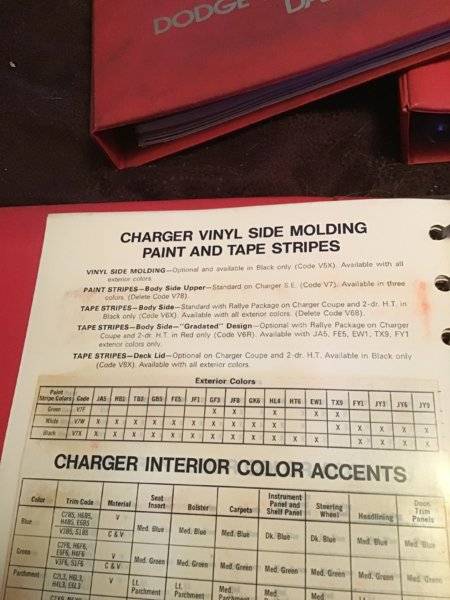 DODGE
CHARGER VINYL SIDE MOLDING
PAINT AND TAPE STRIPES
VINYL SIDE MOLDING—Optional and available in Black only (Code V5X). Available with all
exterior colors.
PAINT STRIPES—Body Side Upper—Standard on Charger S.E. (Code V7). Available in three
colors. (Delete Code V78).
TAPE STRIPES—Body Side—Standard with Rallye Package on Charger Coupe and 2-dr. H.T. in
Black only (Code V6X). Available with all exterior colors. (Delete Code V68).
TAPE STRIPES—Body Side—"Gradated" Design—Optional with Rallye Package on Charger
Coupe and 2-dr. H.T. in Red only (Code V6R). Available with JA5, FE5, EW1, TX9, FY1
exterior colors only.
TAPE STRIPES—Deck Lid—Optional on Charger Coupe and 2-dr. H.T. Available in Black only
(Code V8X). Available with all exterior colors.
Exterior Colors
Paint Stripe Colors Code JA5 HB1 TB3 GB5 FE5 JF1 GF3 JF8 GK6 HL4 HT6 EW1 TX9 FY1 JY3 JY6 JY9
Green V7F X X X X X
White V7W X X X X X X X X X X X X X X X
Black V7X X X X X X X X X X X X X X X
CHARGER INTERIOR COLOR ACCENTS
Color Trim Code Material Seat Insert Bolster Carpets Instrument Panel and Shelf Panel Steering Wheel Headlining Door Trim Panels
Blue V Med. Blue Med. Blue Med. Blue Dk. Blue Dk. Blue Med. Blue Med. Blue
C & V
Green V Med. Green Med. Green Med. Green Med. Green Med. Green Med. Green
C & V
Parchment V Lt. Parchment Lt. Parchment Med.